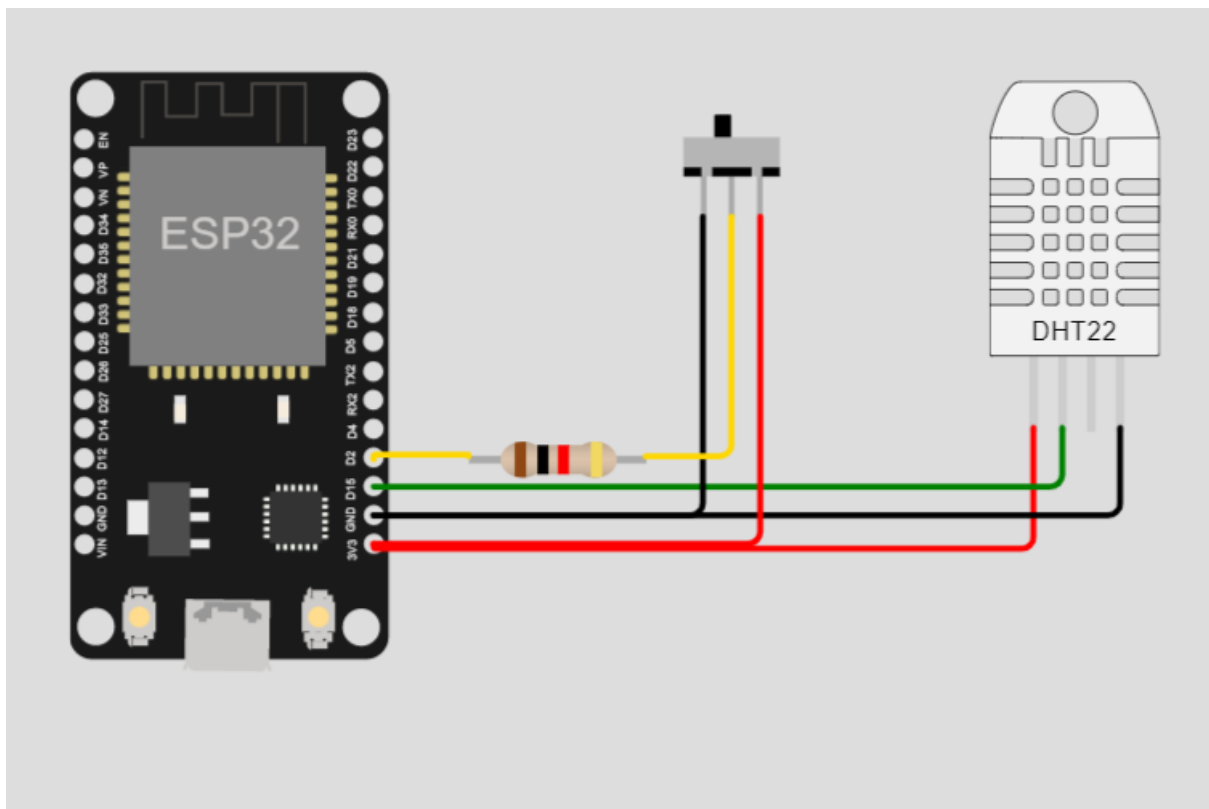 EN
VP
VN
D34
D35
D32
D33
D25
D26
D27
D14
D12
D13
GND
VIN
ESP32
D23
D22
TX0
RX0
D21
D19
D18
D5
TX2
RX2
D4
D2
D15
GND
3V3
DHT22